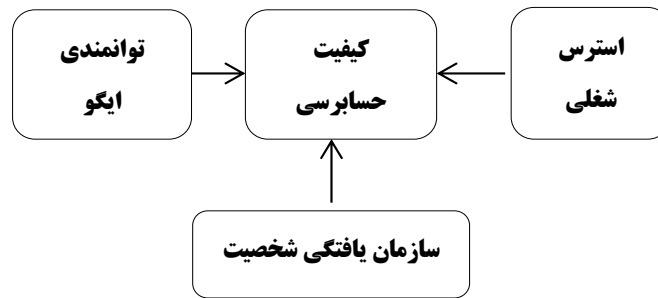 استرس
شغلی
کیفیت
حسابرسی
توانمندی
ایگو
سازمان یافتگی شخصیت